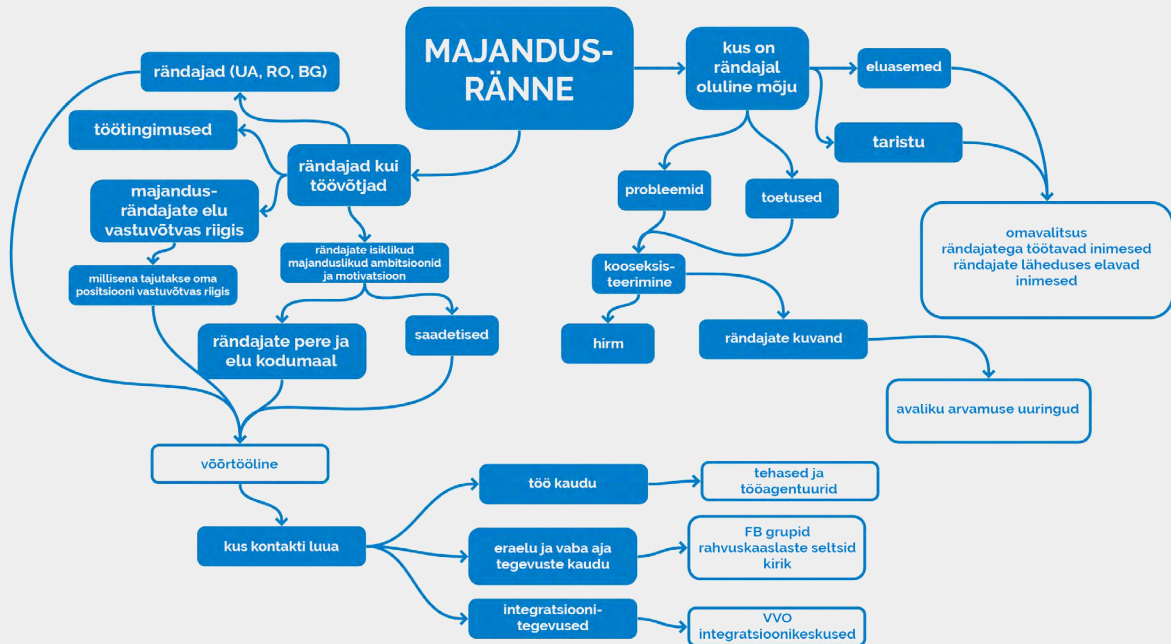 MAJANDUS-
RÄNNE
kus on
rändajal
oluline mõju
eluasemed
taristu
probleemid
toetused
omavalitsus
rändajatega töötavad inimesed
rändajate läheduses elavad
inimesed
kooseksis-
teerimine
hirm
rändajate kuvand
avaliku arvamuse uuringud
rändajad (UA, RO, BG)
töötingimused
rändajad kui
töövõtjad
majandus-
rändajate elu
vastuvõtvas riigis
rändajate isiklikud
majanduslikud ambitsioonid
ja motivatsioon
millisena tajutakse oma
positsiooni vastuvõtvas riigis
rändajate pere ja
elu kodumaal
saadetised
võõrtööline
kus kontakti luua
töö kaudu
tehased ja
tööagentuurid
eraelu ja vaba aja
tegevuste kaudu
FB grupid
rahvuskaaslaste seltsid
kirik
integratsiooni-
tegevused
VVO
integratsioonikeskused